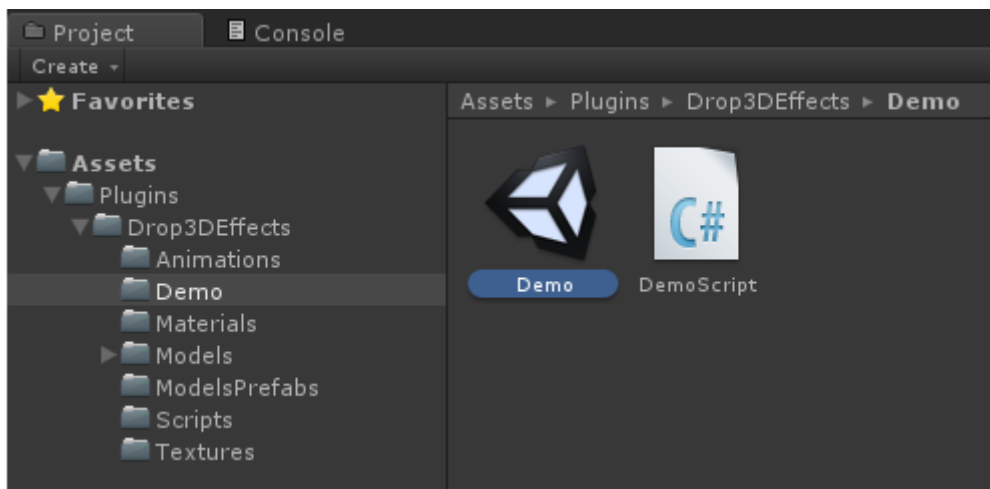 Project
Console
Create
Favorites
Assets
Plugins
Drop3DEffects
Animations
Demo
Materials
Models
ModelsPrefabs
Scripts
Textures
Assets ▸ Plugins ▸ Drop3DEffects ▸ Demo
C#
Demo
DemoScript